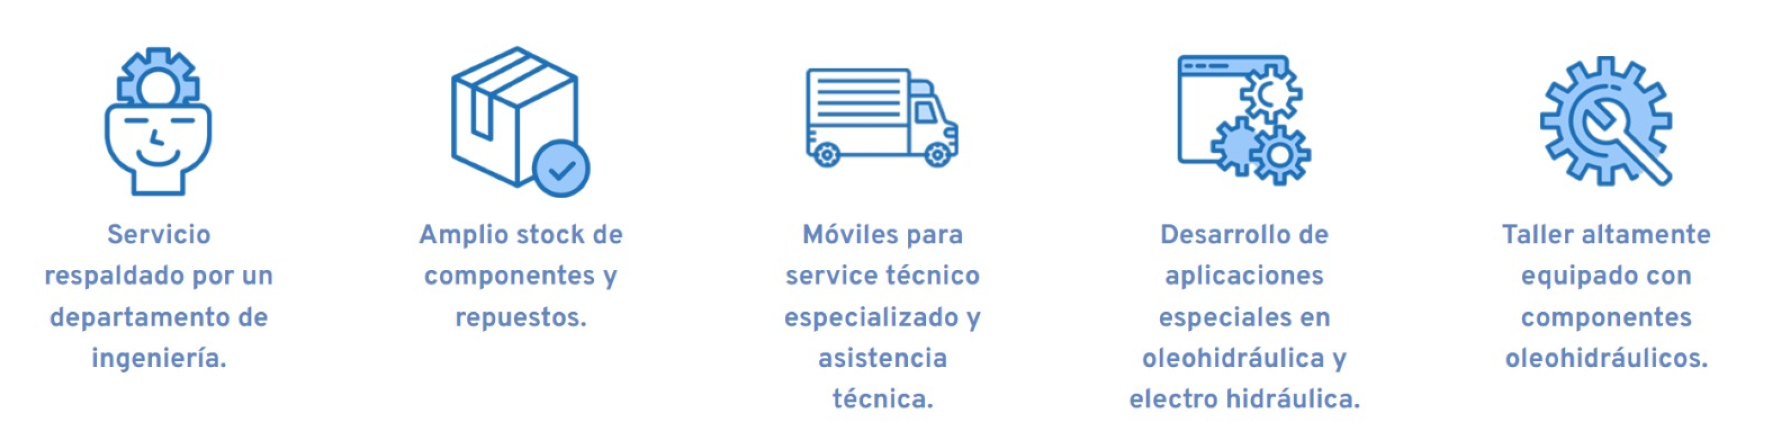 Servicio
respaldado por un
departamento de
ingeniería.
Amplio stock de
componentes y
repuestos.
Móviles para
service técnico
especializado y
asistencia
técnica.
Desarrollo de
aplicaciones
especiales en
oleohidráulica y
electro hidráulica.
Taller altamente
equipado con
componentes
oleohidráulicos.